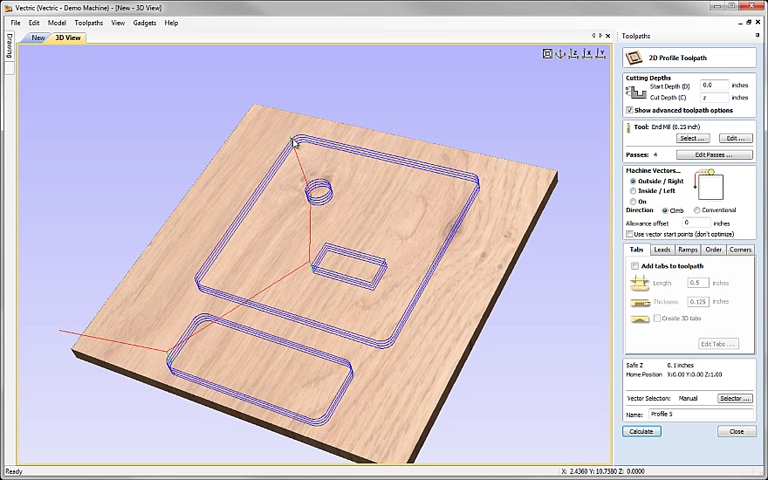 Vectric (Vectric - Demo Machine) - [New - 3D View]
File Edit Model Toolpaths View Gadgets Help
Drawing
New 3D View
Toolpaths
2D Profile Toolpath
Cutting Depths
Start Depth (D) 0.0 inches
Cut Depth (C) 2 inches
Show advanced toolpath options
Tool: End Mill (0.25 inch)
Select ... Edit ...
Passes: 4 Edit Passes ...
Machine Vectors...
Outside / Right
Inside / Left
On
Direction Climb Conventional
Allowance offset 0 inches
Use vector start points (don't optimize)
Tabs Leads Ramps Order Corners
Add tabs to toolpath
Length 0.5 inches
Thickness 0.125 inches
Create 3D tabs
Edit Tabs ....
Safe Z 0.1 inches
Home Position X:0.00 Y:0.00 Z:1.00
Vector Selection: Manual Selector ...
Name: Profile 5
Calculate Close
Ready X: 2.4360 Y:10.7580 Z: 0.0000